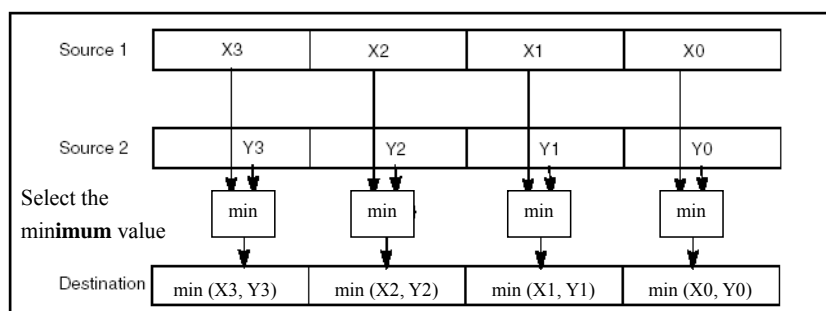 Source 1 X3 X2 X1 X0
Source 2 Y3 Y2 Y1 Y0
Select the
minimum value
min min min min
Destination min (X3, Y3) min (X2, Y2) min (X1, Y1) min (X0, Y0)